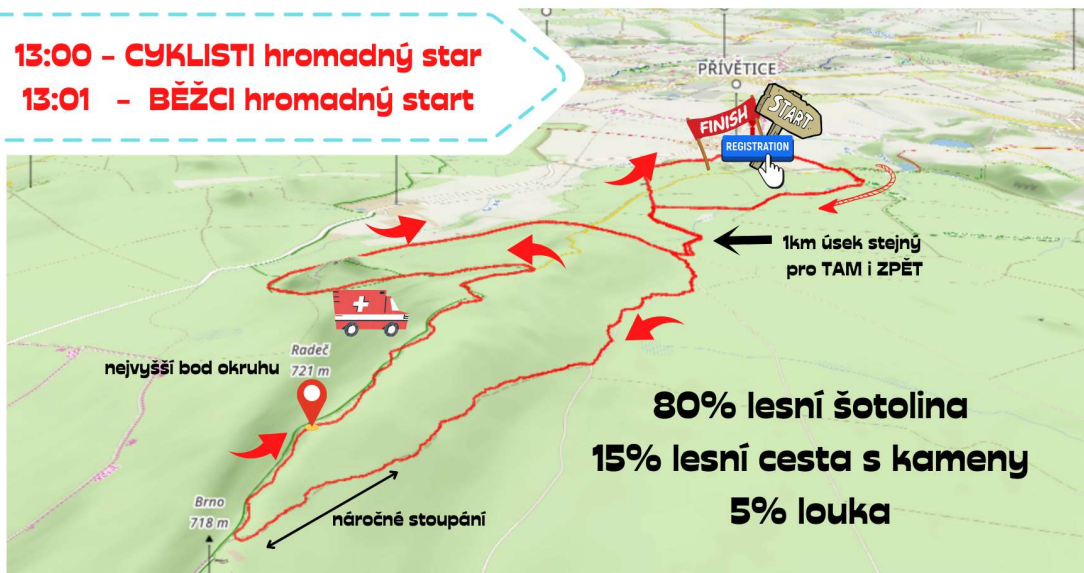 13:00 - CYKLISTI hromadný star
13:01 - BĚŽCI hromadný start
PŘÍVĚTICE
START
FINISH
REGISTRATION
1km úsek stejný
pro TAM i ZPĚT
Radeč
721 m
nejvyšší bod okruhu
80% lesní šotolina
15% lesní cesta s kameny
5% louka
Brno
718 m
náročné stoupání